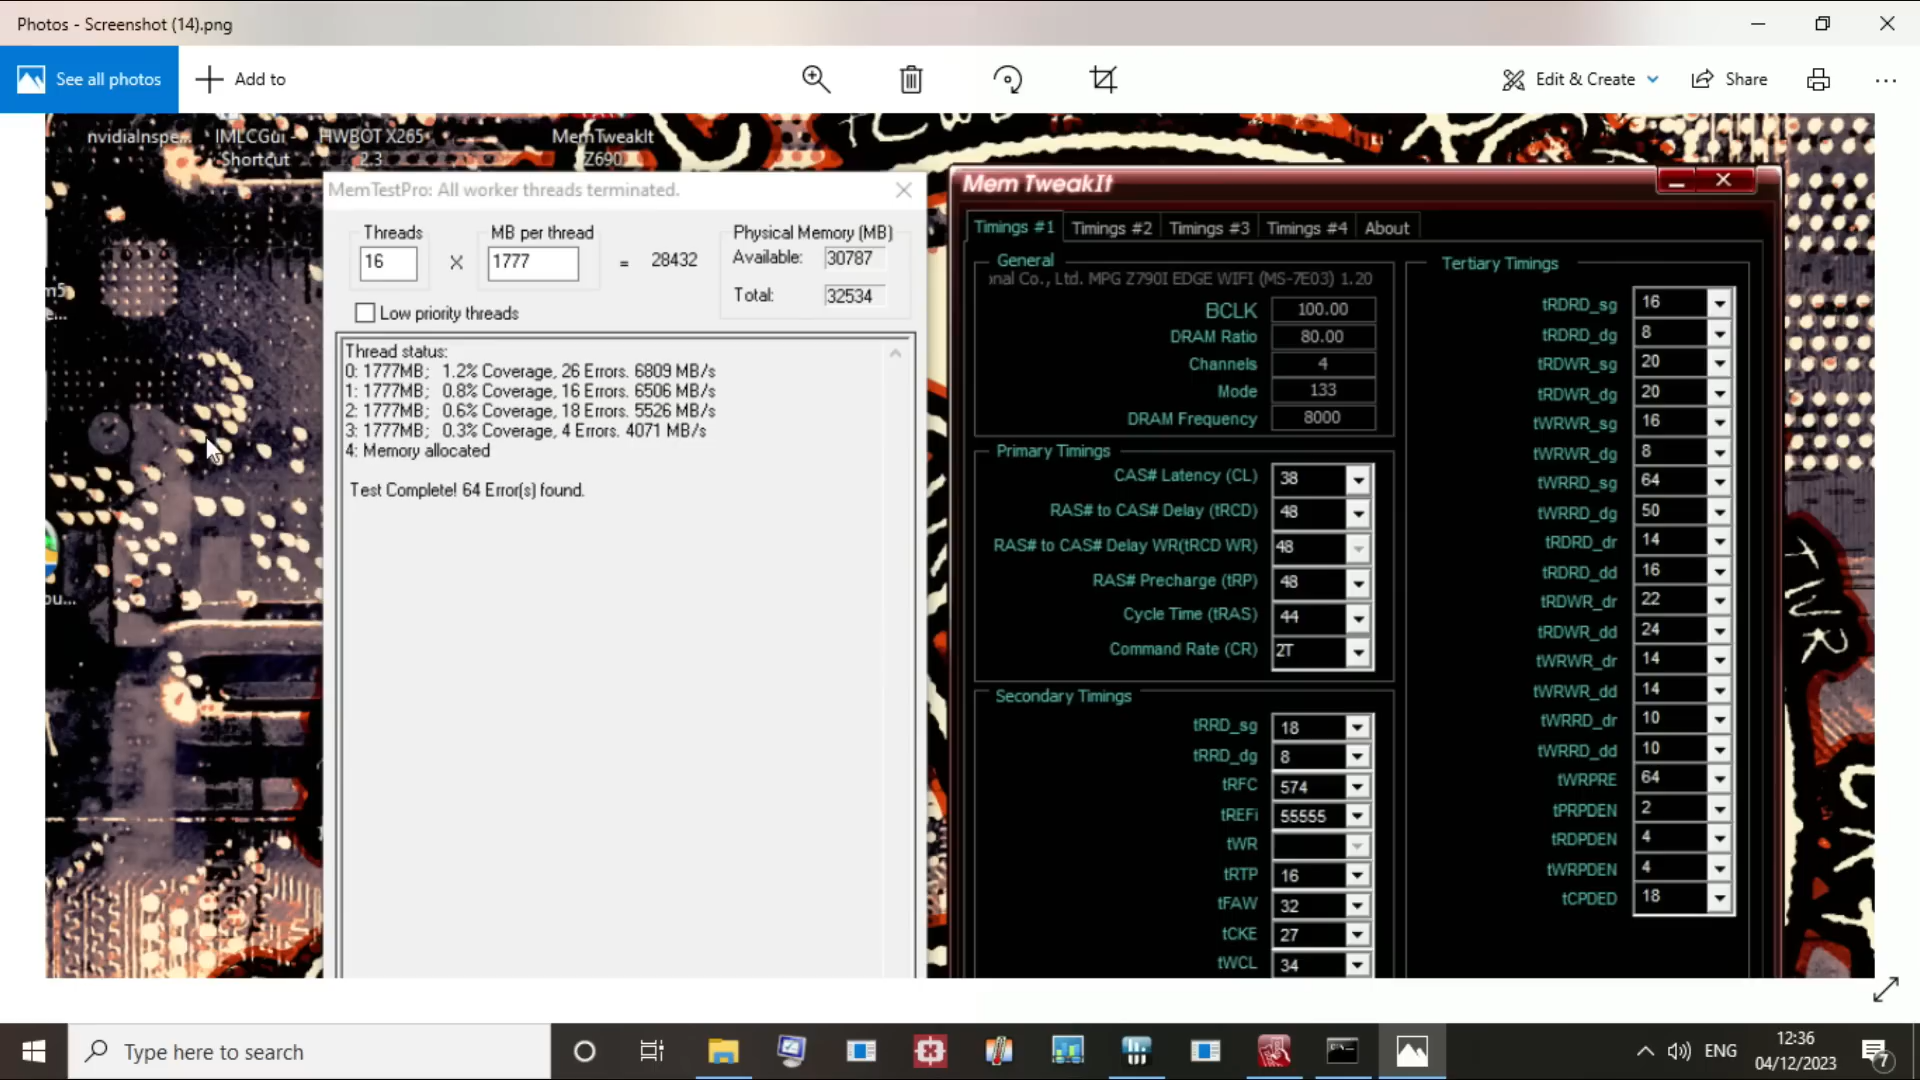 Photos - Screenshot (14).png
See all photos
Add to
Edit & Create
Share
nvidiaInspe...
IMLCGui -
Shortcut
HWBOT X265
2.3
MemTweakIt
Z690
MemTestPro: All worker threads terminated.
Threads
MB per thread
Physical Memory (MB)
16 X 1777 = 28432
Available: 30787
Total: 32534
Low priority threads
Thread status:
0: 1777MB; 1.2% Coverage, 26 Errors. 6809 MB/s
1: 1777MB; 0.8% Coverage, 16 Errors. 6506 MB/s
2: 1777MB; 0.6% Coverage, 18 Errors. 5526 MB/s
3: 1777MB; 0.3% Coverage, 4 Errors. 4071 MB/s
4: Memory allocated
Test Complete! 64 Error(s) found.
Mem TweakIt
Timings #1 Timings #2 Timings #3 Timings #4 About
General
onal Co., Ltd. MPG Z790I EDGE WIFI (MS-7E03) 1.20
BCLK 100.00
DRAM Ratio 80.00
Channels 4
Mode 133
DRAM Frequency 8000
Primary Timings
CAS# Latency (CL) 38
RAS# to CAS# Delay (tRCD) 48
RAS# to CAS# Delay WR(tRCD WR) 48
RAS# Precharge (tRP) 48
Cycle Time (tRAS) 44
Command Rate (CR) 2T
Secondary Timings
tRRD_sg 18
tRRD_dg 8
tRFC 574
tREFi 55555
tWR
tRTP 16
tFAW 32
tCKE 27
tWCL 34
Tertiary Timings
tRDRD_sg 16
tRDRD_dg 8
tRDWR_sg 20
tRDWR_dg 20
tWRWR_sg 16
tWRWR_dg 8
tWRRD_sg 64
tWRRD_dg 50
tRDRD_dr 14
tRDRD_dd 16
tRDWR_dr 22
tRDWR_dd 24
tWRWR_dr 14
tWRWR_dd 14
tWRRD_dr 10
tWRRD_dd 10
tWRPRE 64
tPRPDEN 2
tRDPDEN 4
tWRPDEN 4
tCPDED 18
tWR
Type here to search
ENG
12:36
04/12/2023
7